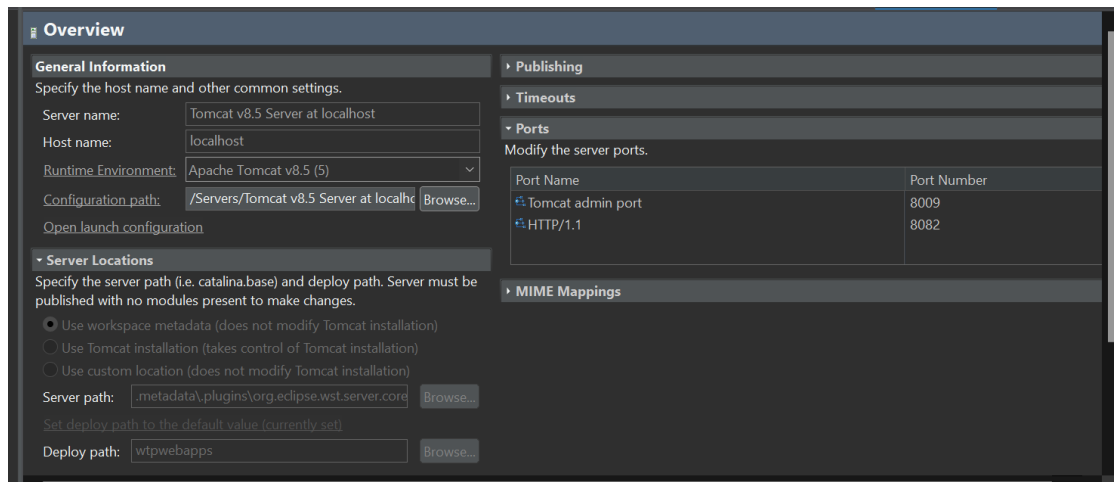 Overview
General Information
Specify the host name and other common settings.
Server name: Tomcat v8.5 Server at localhost
Host name: localhost
Runtime Environment: Apache Tomcat v8.5 (5)
Configuration path: /Servers/Tomcat v8.5 Server at localho Browse...
Open launch configuration
Server Locations
Specify the server path (i.e. catalina.base) and deploy path. Server must be
published with no modules present to make changes.
Use workspace metadata (does not modify Tomcat installation)
Use Tomcat installation (takes control of Tomcat installation)
Use custom location (does not modify Tomcat installation)
Server path: .metadata\.plugins\org.eclipse.wst.server.core Browse...
Set deploy path to the default value (currently set)
Deploy path: wtpwebapps Browse...
Publishing
Timeouts
Ports
Modify the server ports.
Port Name Port Number
Tomcat admin port 8009
HTTP/1.1 8082
MIME Mappings